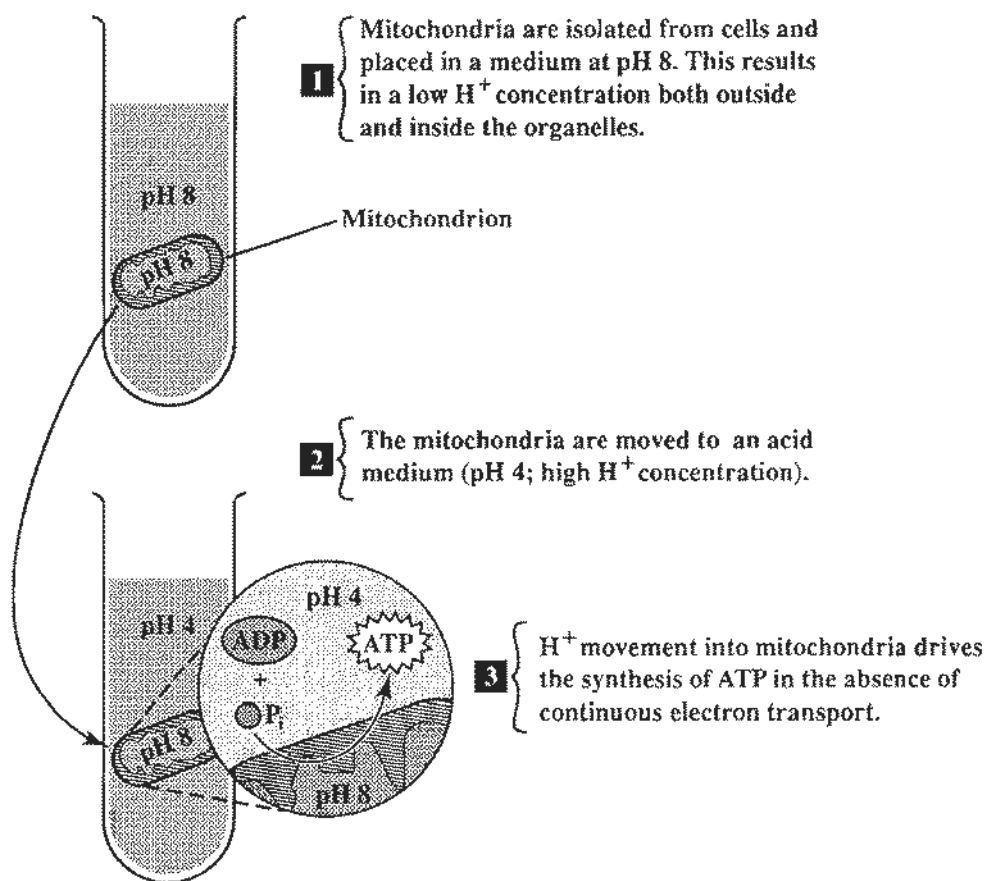 1
Mitochondria are isolated from cells and
placed in a medium at pH 8. This results
in a low H⁺ concentration both outside
and inside the organelles.
pH 8
Mitochondrion
pH 8
2
The mitochondria are moved to an acid
medium (pH 4; high H⁺ concentration).
pH 4
pH 4
ADP
ATP
+
Pᵢ
3
H⁺ movement into mitochondria drives
the synthesis of ATP in the absence of
continuous electron transport.
pH 8
pH 8